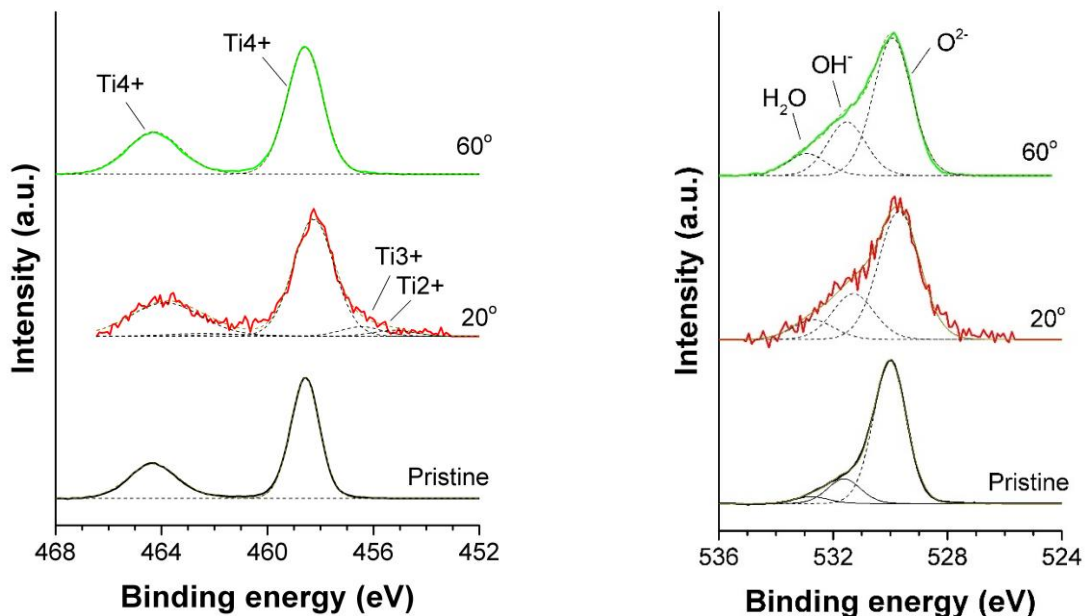 Ti4+
Ti4+
60°
Ti3+
Ti2+
20°
Pristine
Intensity (a.u.)
468 464 460 456 452
Binding energy (eV)
O²⁻
OH⁻
H₂O
60°
20°
Pristine
Intensity (a.u.)
536 532 528 524
Binding energy (eV)